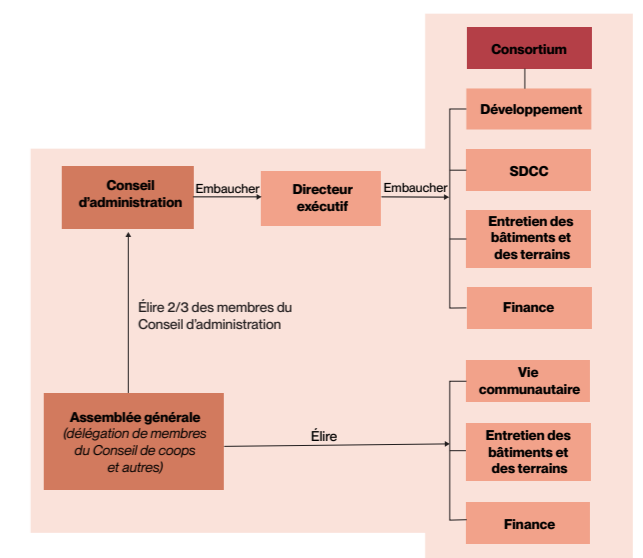 Consortium
Développement
SDCC
Entretien des
bâtiments et
des terrains
Finance
Conseil
d'administration
Embaucher
Directeur
exécutif
Embaucher
Élire 2/3 des membres du
Conseil d'administration
Assemblée générale
(délégation de membres
du Conseil de coops
et autres)
Élire
Vie
communautaire
Entretien des
bâtiments et
des terrains
Finance